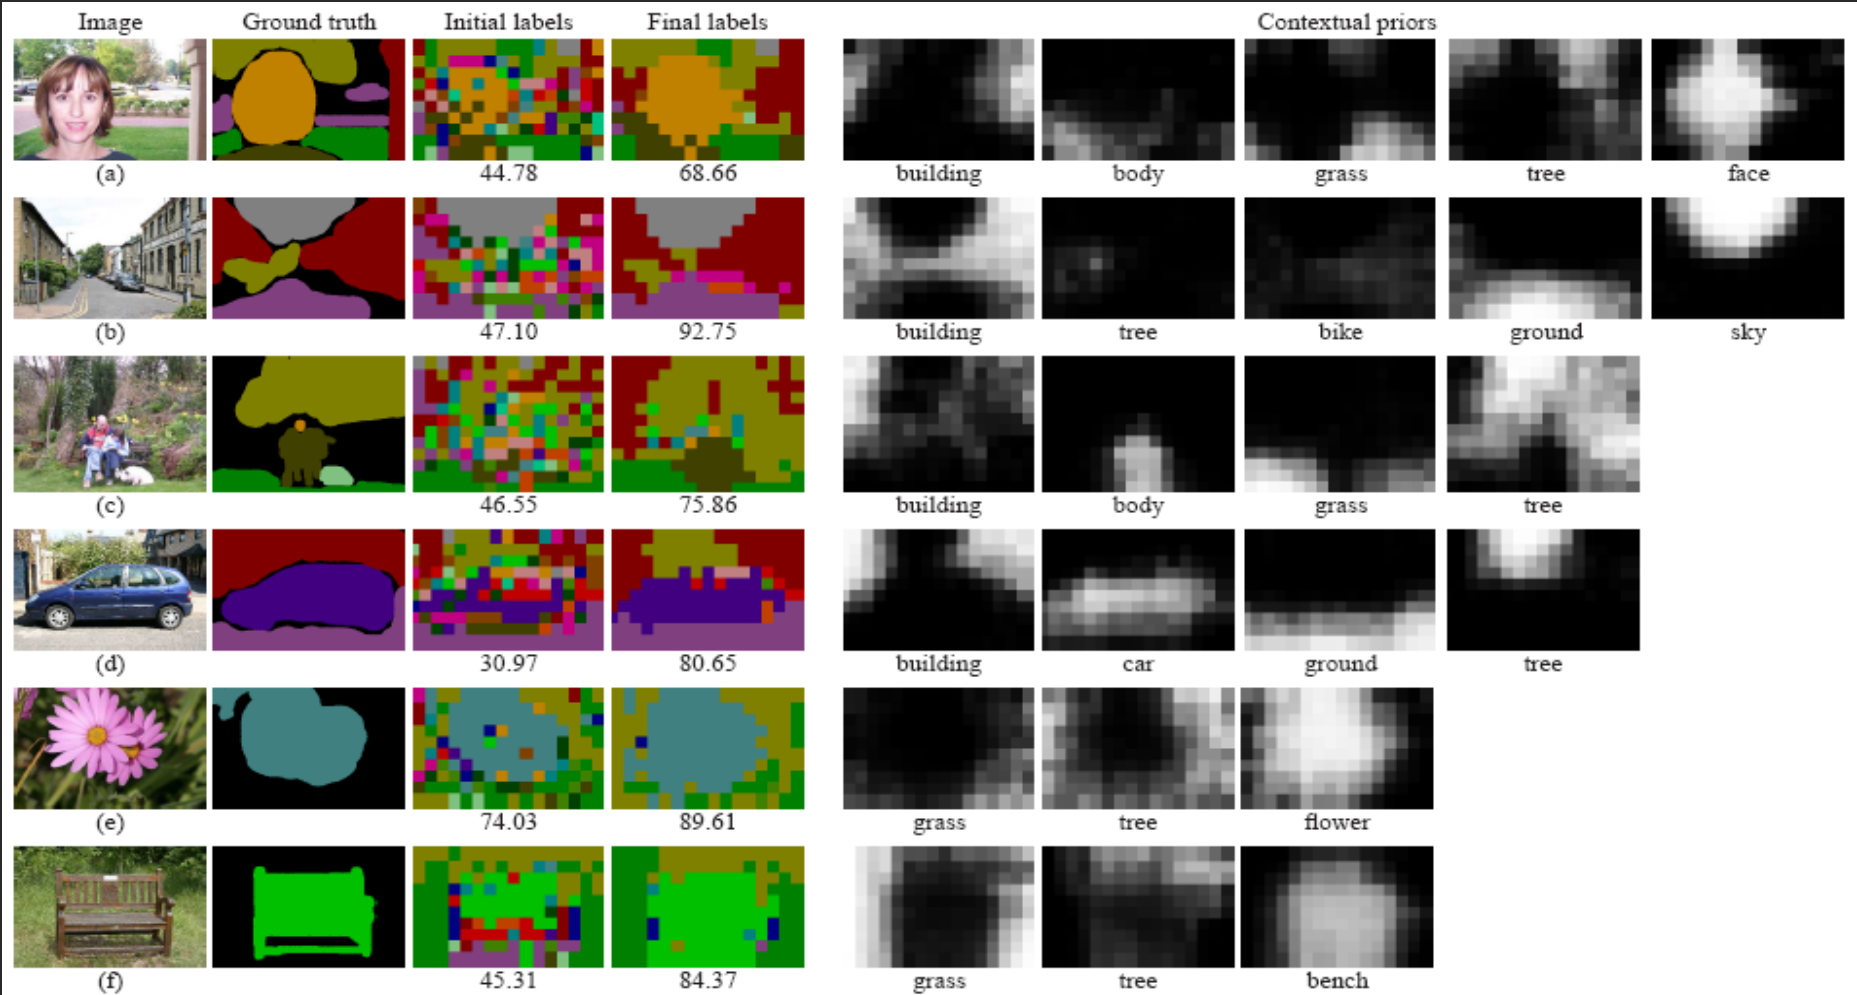 Image Ground truth Initial labels Final labels Contextual priors
(a) 44.78 68.66 building body grass tree face
(b) 47.10 92.75 building tree bike ground sky
(c) 46.55 75.86 building body grass tree
(d) 30.97 80.65 building car ground tree
(e) 74.03 89.61 grass tree flower
(f) 45.31 84.37 grass tree bench